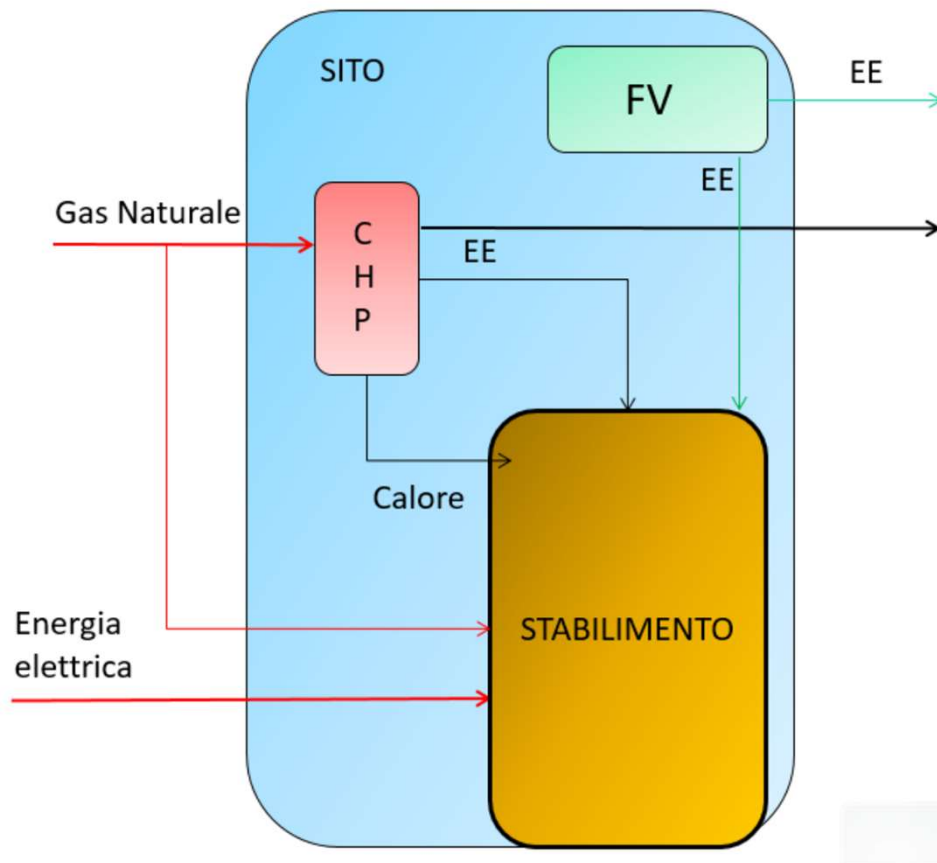 SITO
FV
EE
EE
Gas Naturale
C
H
P
EE
Calore
Energia
elettrica
STABILIMENTO